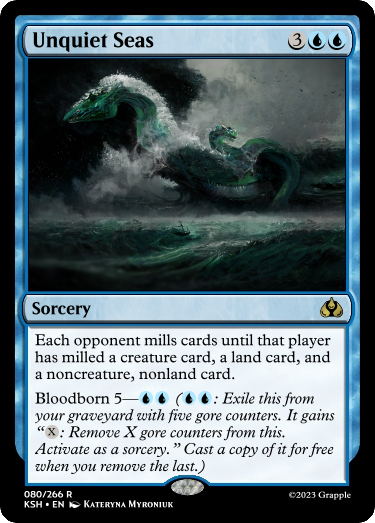 Unquiet Seas 3
Sorcery
Each opponent mills cards until that player
has milled a creature card, a land card, and
a noncreature, nonland card.
Bloodborn 5— ( : Exile this from
your graveyard with five gore counters. It gains
“X: Remove X gore counters from this.
Activate as a sorcery.” Cast a copy of it for free
when you remove the last.)
080/266 R
KSH • EN Kateryna Myroniuk
©2023 Grapple